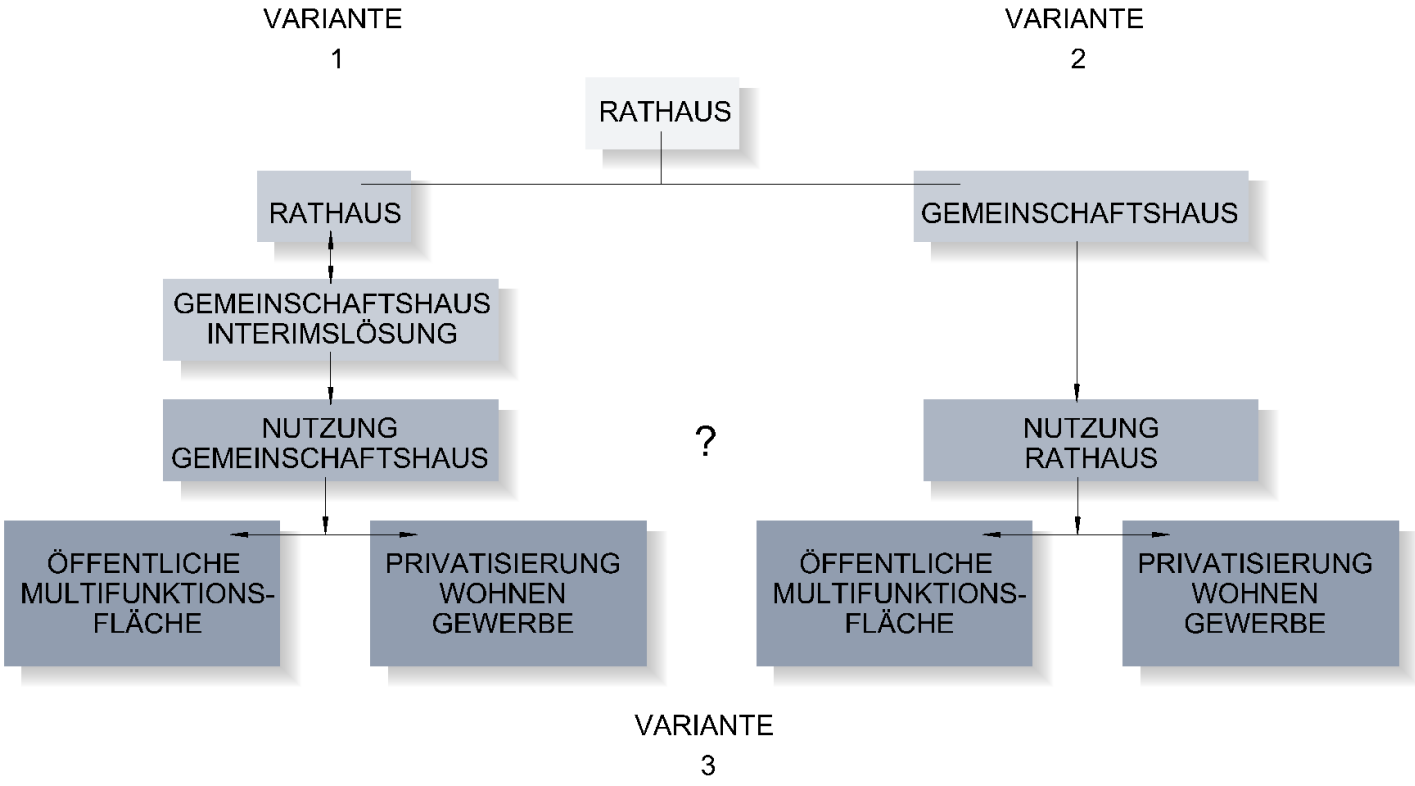 VARIANTE
1
VARIANTE
2
RATHAUS
RATHAUS
GEMEINSCHAFTSHAUS
GEMEINSCHAFTSHAUS
INTERIMSLÖSUNG
NUTZUNG
GEMEINSCHAFTSHAUS
?
NUTZUNG
RATHAUS
ÖFFENTLICHE
MULTIFUNKTIONS-
FLÄCHE
PRIVATISIERUNG
WOHNEN
GEWERBE
ÖFFENTLICHE
MULTIFUNKTIONS-
FLÄCHE
PRIVATISIERUNG
WOHNEN
GEWERBE
VARIANTE
3